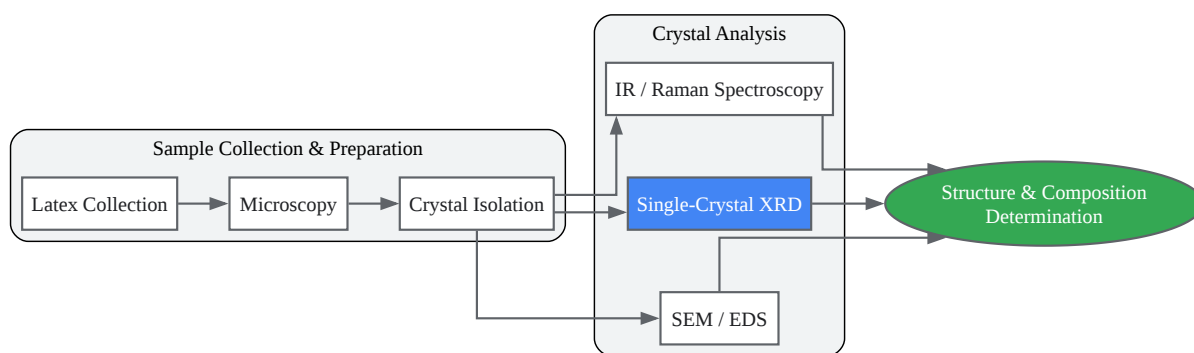 Sample Collection & Preparation
Latex Collection
Microscopy
Crystal Isolation
Crystal Analysis
IR / Raman Spectroscopy
Single-Crystal XRD
SEM / EDS
Structure & Composition
Determination